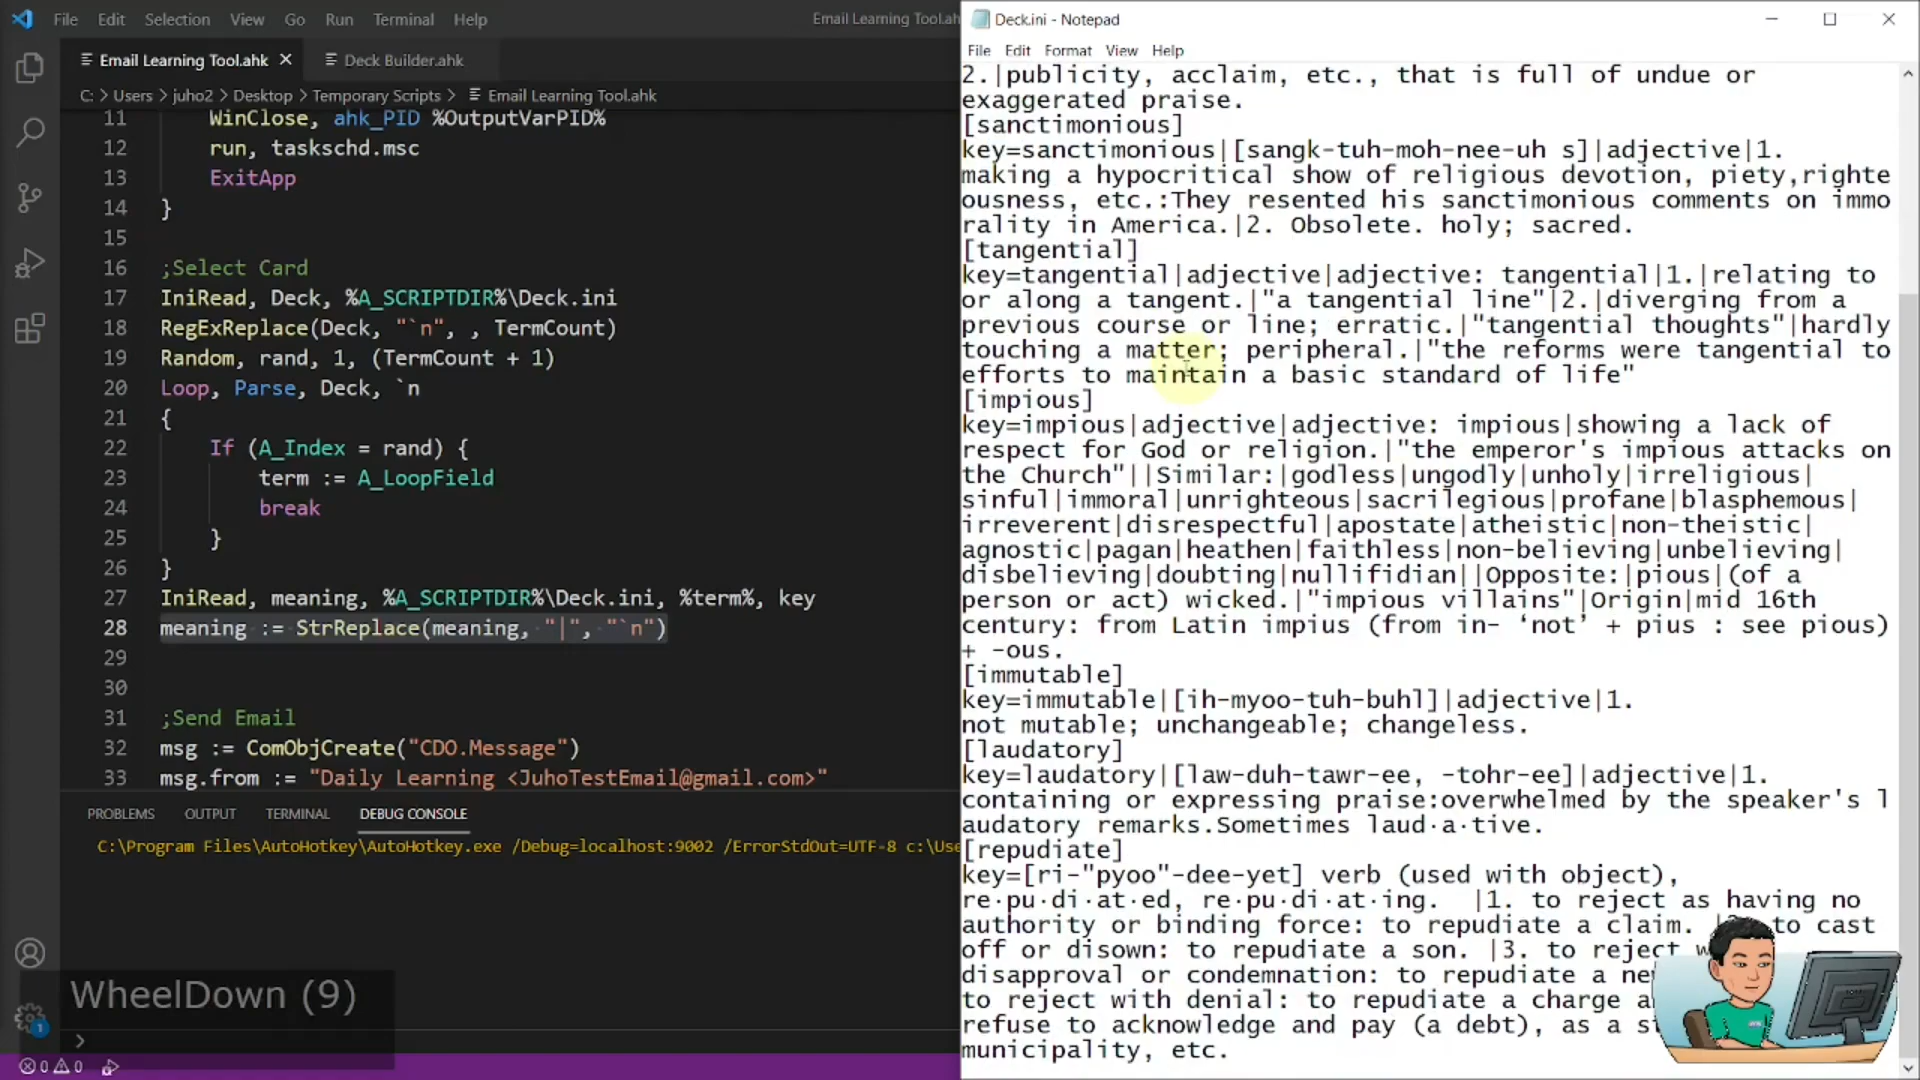 File Edit Selection View Go Run Terminal Help
Email Learning Tool.ah
Email Learning Tool.ahk
Deck Builder.ahk
C: > Users > juho2 > Desktop > Temporary Scripts > Email Learning Tool.ahk
11 WinClose, ahk_PID %OutputVarPID%
12 run, taskschd.msc
13 ExitApp
14 }
15
16 ;Select Card
17 IniRead, Deck, %A_SCRIPTDIR%\Deck.ini
18 RegExReplace(Deck, "`n", , TermCount)
19 Random, rand, 1, (TermCount + 1)
20 Loop, Parse, Deck, `n
21 {
22 If (A_Index = rand) {
23 term := A_LoopField
24 break
25 }
26 }
27 IniRead, meaning, %A_SCRIPTDIR%\Deck.ini, %term%, key
28 meaning := StrReplace(meaning, "|", "`n")
29
30
31 ;Send Email
32 msg := ComObjCreate("CDO.Message")
33 msg.from := "Daily Learning <JuhoTestEmail@gmail.com>"
PROBLEMS OUTPUT TERMINAL DEBUG CONSOLE
C:\Program Files\AutoHotkey\AutoHotkey.exe /Debug=localhost:9002 /ErrorStdOut=UTF-8 c:\Use
WheelDown (9)
1
>
0 0
Deck.ini - Notepad
File Edit Format View Help
2.|publicity, acclaim, etc., that is full of undue or
exaggerated praise.
[sanctimonious]
key=sanctimonious|[sangk-tuh-moh-nee-uh s]|adjective|1.
making a hypocritical show of religious devotion, piety,righte
ousness, etc.:They resented his sanctimonious comments on immo
rality in America.|2. Obsolete. holy; sacred.
[tangential]
key=tangential|adjective|adjective: tangential|1.|relating to
or along a tangent.|"a tangential line"|2.|diverging from a
previous course or line; erratic.|"tangential thoughts"|hardly
touching a matter; peripheral.|"the reforms were tangential to
efforts to maintain a basic standard of life"
[impious]
key=impious|adjective|adjective: impious|showing a lack of
respect for God or religion.|"the emperor's impious attacks on
the Church"||Similar:|godless|ungodly|unholy|irreligious|
sinful|immoral|unrighteous|sacrilegious|profane|blasphemous|
irreverent|disrespectful|apostate|atheistic|non-theistic|
agnostic|pagan|heathen|faithless|non-believing|unbelieving|
disbelieving|doubting|nullifidian||Opposite:|pious|(of a
person or act) wicked.|"impious villains"|Origin|mid 16th
century: from Latin impius (from in- ‘not’ + pius : see pious)
+ -ous.
[immutable]
key=immutable|[ih-myoo-tuh-buhl]|adjective|1.
not mutable; unchangeable; changeless.
[laudatory]
key=laudatory|[law-duh-tawr-ee, -tohr-ee]|adjective|1.
containing or expressing praise:overwhelmed by the speaker's l
audatory remarks.Sometimes laud·a·tive.
[repudiate]
key=[ri-"pyoo"-dee-yet] verb (used with object),
re·pu·di·at·ed, re·pu·di·at·ing. |1. to reject as having no
authority or binding force: to repudiate a claim. to cast
off or disown: to repudiate a son. |3. to reject
disapproval or condemnation: to repudiate a ne
to reject with denial: to repudiate a charge a
refuse to acknowledge and pay (a debt), as a s
municipality, etc.